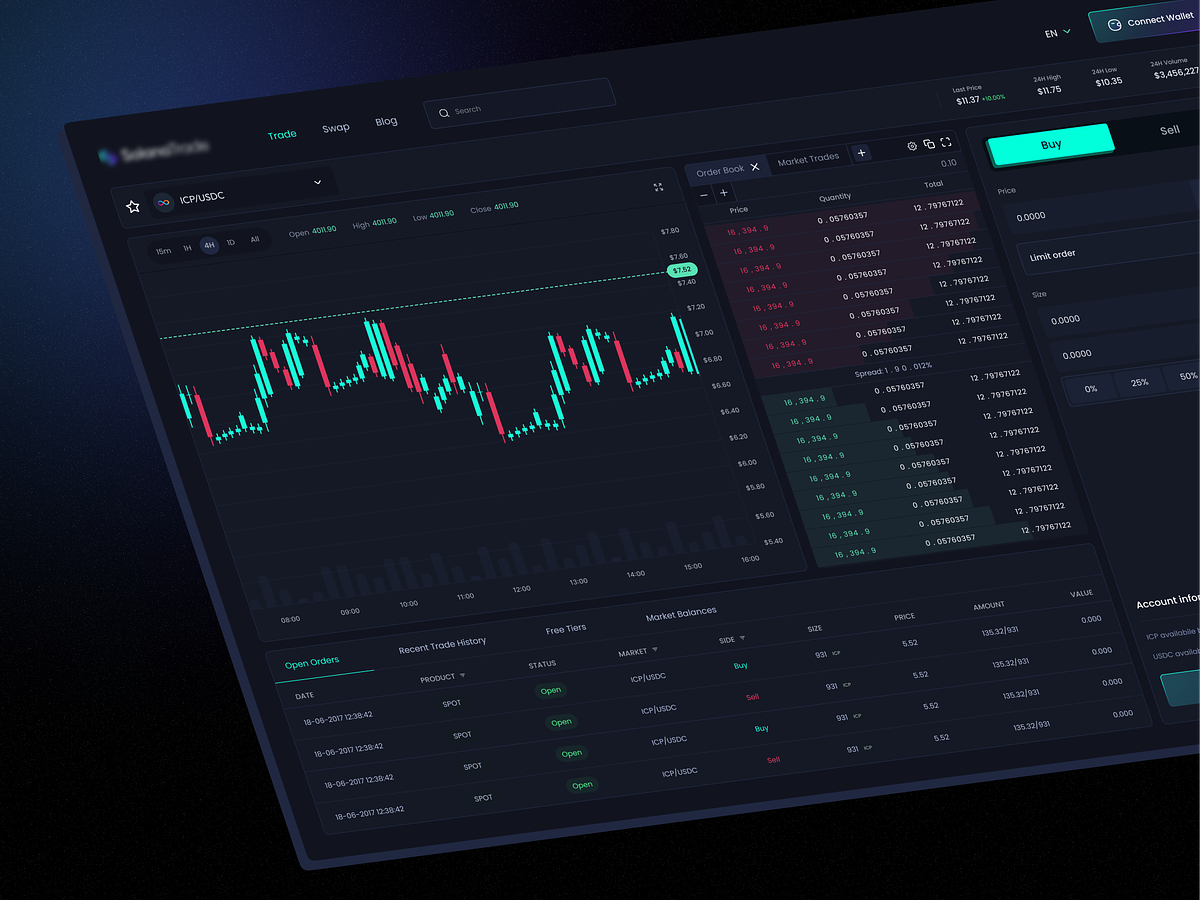 EN
Connect Wallet
Trade Swap Blog
Search
Last Price
$11.37 +10.00%
24H High
$11.75
24H Low
$10.35
24H Volume
$3,456,227
ICP/USDC
15m 1H 4H 1D All
Open 4011.90 High 4011.90 Low 4011.90 Close 4011.90
$7.80
$7.60
$7.52
$7.40
$7.20
$7.00
$6.80
$6.60
$6.40
$6.20
$6.00
$5.80
$5.60
$5.40
08:00 09:00 10:00 11:00 12:00 13:00 14:00 15:00 16:00
Order Book Market Trades
0.10
Price Quantity Total
16,394.9 0.05760357 12.79767122
16,394.9 0.05760357 12.79767122
16,394.9 0.05760357 12.79767122
16,394.9 0.05760357 12.79767122
16,394.9 0.05760357 12.79767122
16,394.9 0.05760357 12.79767122
16,394.9 0.05760357 12.79767122
16,394.9 0.05760357 12.79767122
Spread:1.9 0.012%
16,394.9 0.05760357 12.79767122
16,394.9 0.05760357 12.79767122
16,394.9 0.05760357 12.79767122
16,394.9 0.05760357 12.79767122
16,394.9 0.05760357 12.79767122
16,394.9 0.05760357 12.79767122
16,394.9 0.05760357 12.79767122
16,394.9 0.05760357 12.79767122
16,394.9 0.05760357 12.79767122
Buy Sell
Price
0.0000
Limit order
Size
0.0000
0.0000
0% 25% 50%
Account infor
ICP available b
USDC availab
Open Orders Recent Trade History Free Tiers Market Balances
DATE PRODUCT STATUS MARKET SIDE SIZE PRICE AMOUNT VALUE
18-06-2017 12:38:42 SPOT Open ICP/USDC Buy 931 ICP 5.52 135.32/931 0.000
18-06-2017 12:38:42 SPOT Open ICP/USDC Sell 931 ICP 5.52 135.32/931 0.000
18-06-2017 12:38:42 SPOT Open ICP/USDC Buy 931 ICP 5.52 135.32/931 0.000
18-06-2017 12:38:42 SPOT Open ICP/USDC Sell 931 ICP 5.52 135.32/931 0.000